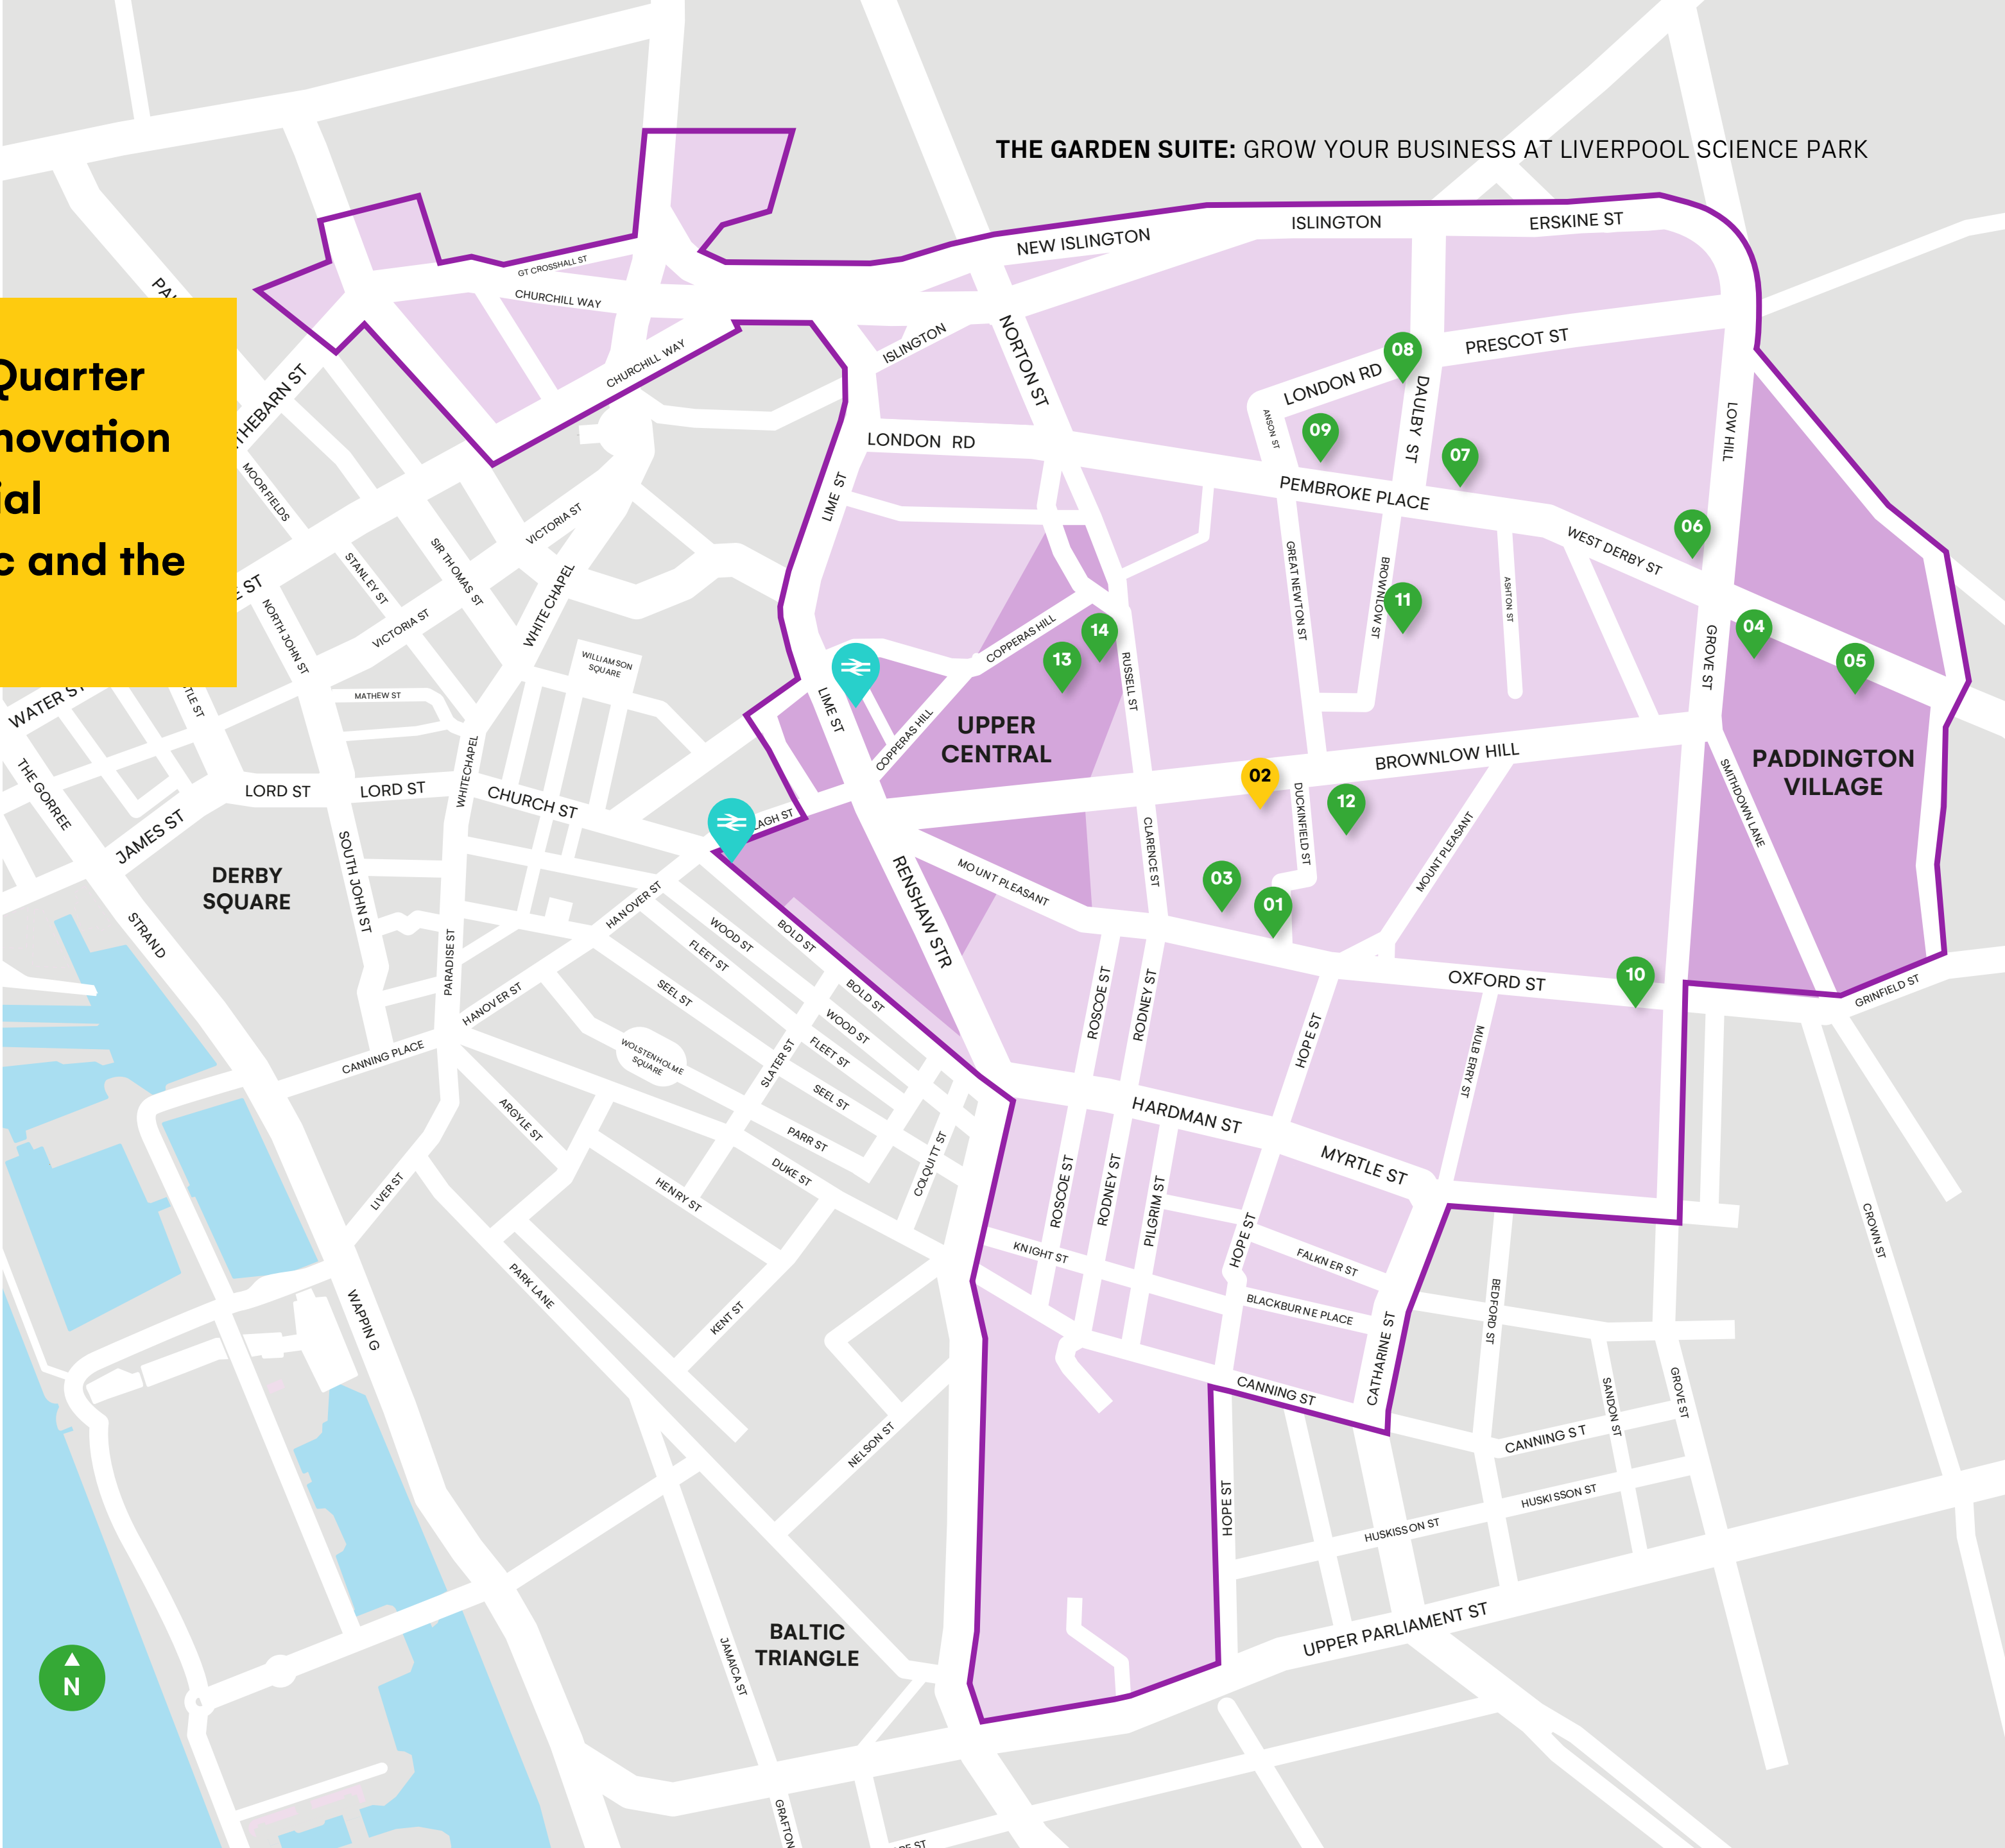 THE GARDEN SUITE: GROW YOUR BUSINESS AT LIVERPOOL SCIENCE PARK
Quarter
novation
ial
c and the
NEW ISLINGTON
ISLINGTON
ERSKINE ST
GT CROSSHALL ST
CHURCHILL WAY
CHURCHILL WAY
ISLINGTON
NORTON ST
PRESCOT ST
LONDON RD
08
DAULBY ST
ANSON ST
09
07
LOW HILL
LONDON RD
LIME ST
PEMBROKE PLACE
06
WEST DERBY ST
THEBARN ST
MOORFIELDS
STANLEY ST
SIR THOMAS ST
VICTORIA ST
WHITECHAPEL
VICTORIA ST
NORTH JOHN ST
ST
WILLIAMSON
SQUARE
MATHEW ST
WATER ST
GREAT NEWTON ST
BROWNLOW ST
11
ASHTON ST
GROVE ST
04
05
COPPERAS HILL
14
13
RUSSELL ST
LIME ST
COPPERAS HILL
UPPER
CENTRAL
BROWNLOW HILL
02
12
DUCKINFIELD ST
PADDINGTON
VILLAGE
SMITHDOWN LANE
THE GORREE
JAMES ST
LORD ST
LORD ST
WHITECHAPEL
CHURCH ST
DERBY
SQUARE
SOUTH JOHN ST
STRAND
PARADISE ST
HANOVER ST
HANOVER ST
CANNING PLACE
MOUNT PLEASANT
CLARENCE ST
MOUNT PLEASANT
03
01
RENSHAW STR
BOLD ST
WOOD ST
FLEET ST
SEEL ST
BOLD ST
WOOD ST
FLEET ST
SEEL ST
SLATER ST
WOLSTENHOLME
SQUARE
10
OXFORD ST
GRINFIELD ST
ROSCOE ST
RODNEY ST
HOPE ST
MULB ERRY ST
HARDMAN ST
MYRTLE ST
ARGYLE ST
PARR ST
DUKE ST
COLQUITT ST
LIVER ST
HENRY ST
ROSCOE ST
RODNEY ST
PILGRIM ST
HOPE ST
KNIGHT ST
FALKNER ST
BLACKBURNE PLACE
CATHARINE ST
CANNING ST
CROWN ST
BEDFORD ST
PARK LANE
KENT ST
WAPPING
NELSON ST
SANDON ST
GROVE ST
CANNING ST
HUSKISSON ST
HUSKISSON ST
HOPE ST
UPPER PARLIAMENT ST
BALTIC
TRIANGLE
JAMAICA ST
GRAFTON
N